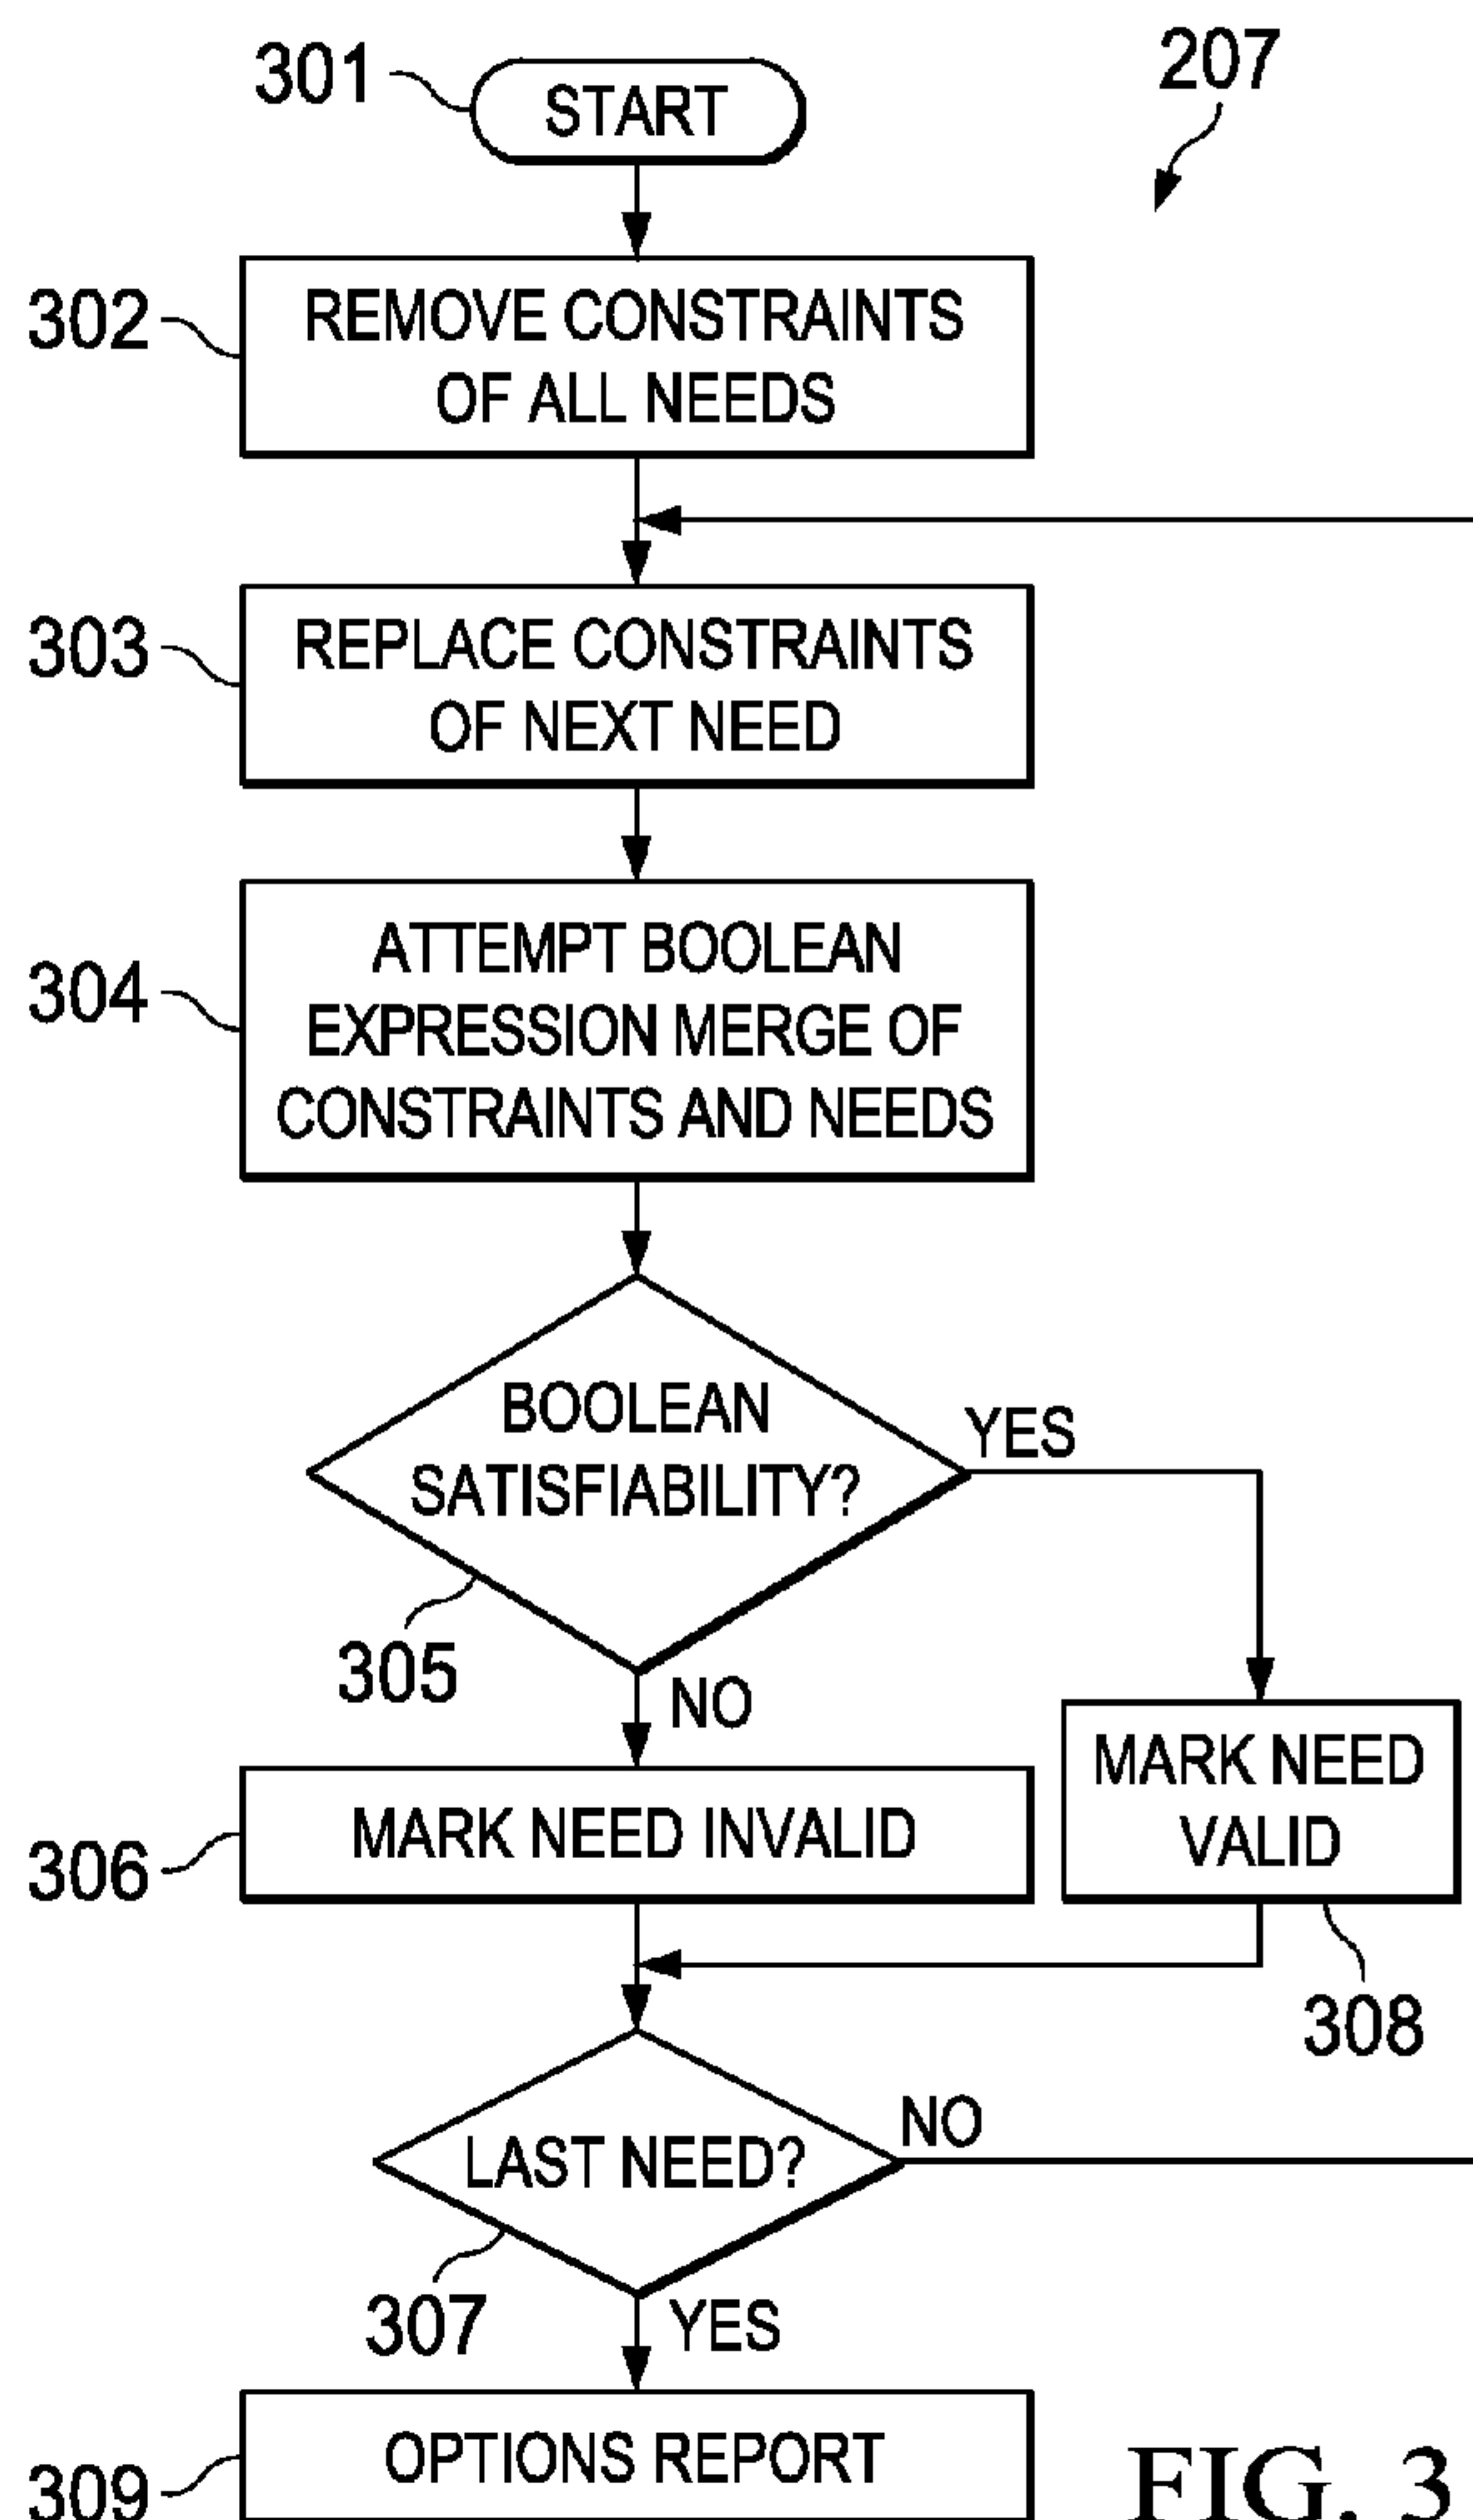 301
START
207
302
REMOVE CONSTRAINTS
OF ALL NEEDS
303
REPLACE CONSTRAINTS
OF NEXT NEED
304
ATTEMPT BOOLEAN
EXPRESSION MERGE OF
CONSTRAINTS AND NEEDS
BOOLEAN
SATISFIABILITY?
YES
305
NO
306
MARK NEED INVALID
MARK NEED
VALID
308
LAST NEED?
NO
307
YES
309
OPTIONS REPORT
FIG. 3